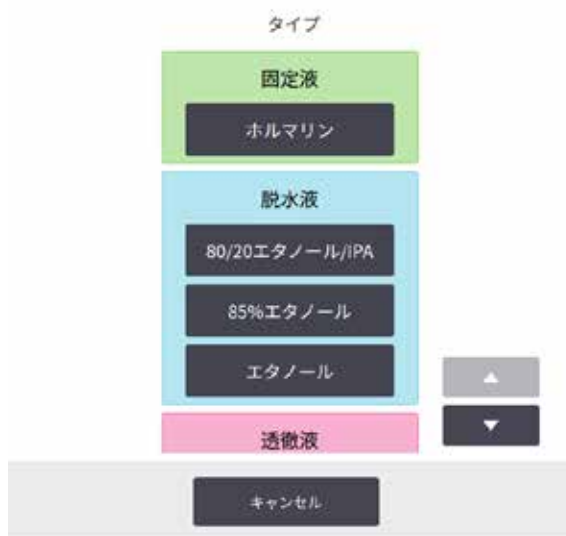 タイプ
固定液
ホルマリン
脱水液
80/20エタノール/IPA
85%エタノール
エタノール
透徹液
キャンセル